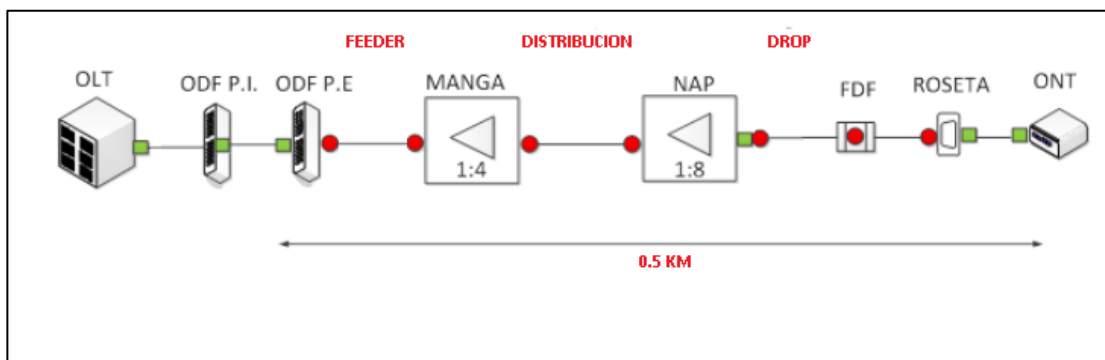 FEEDER
DISTRIBUCION
DROP
OLT
ODF P.I.
ODF P.E
MANGA
NAP
FDF
ROSETA
ONT
1:4
1:8
0.5 KM